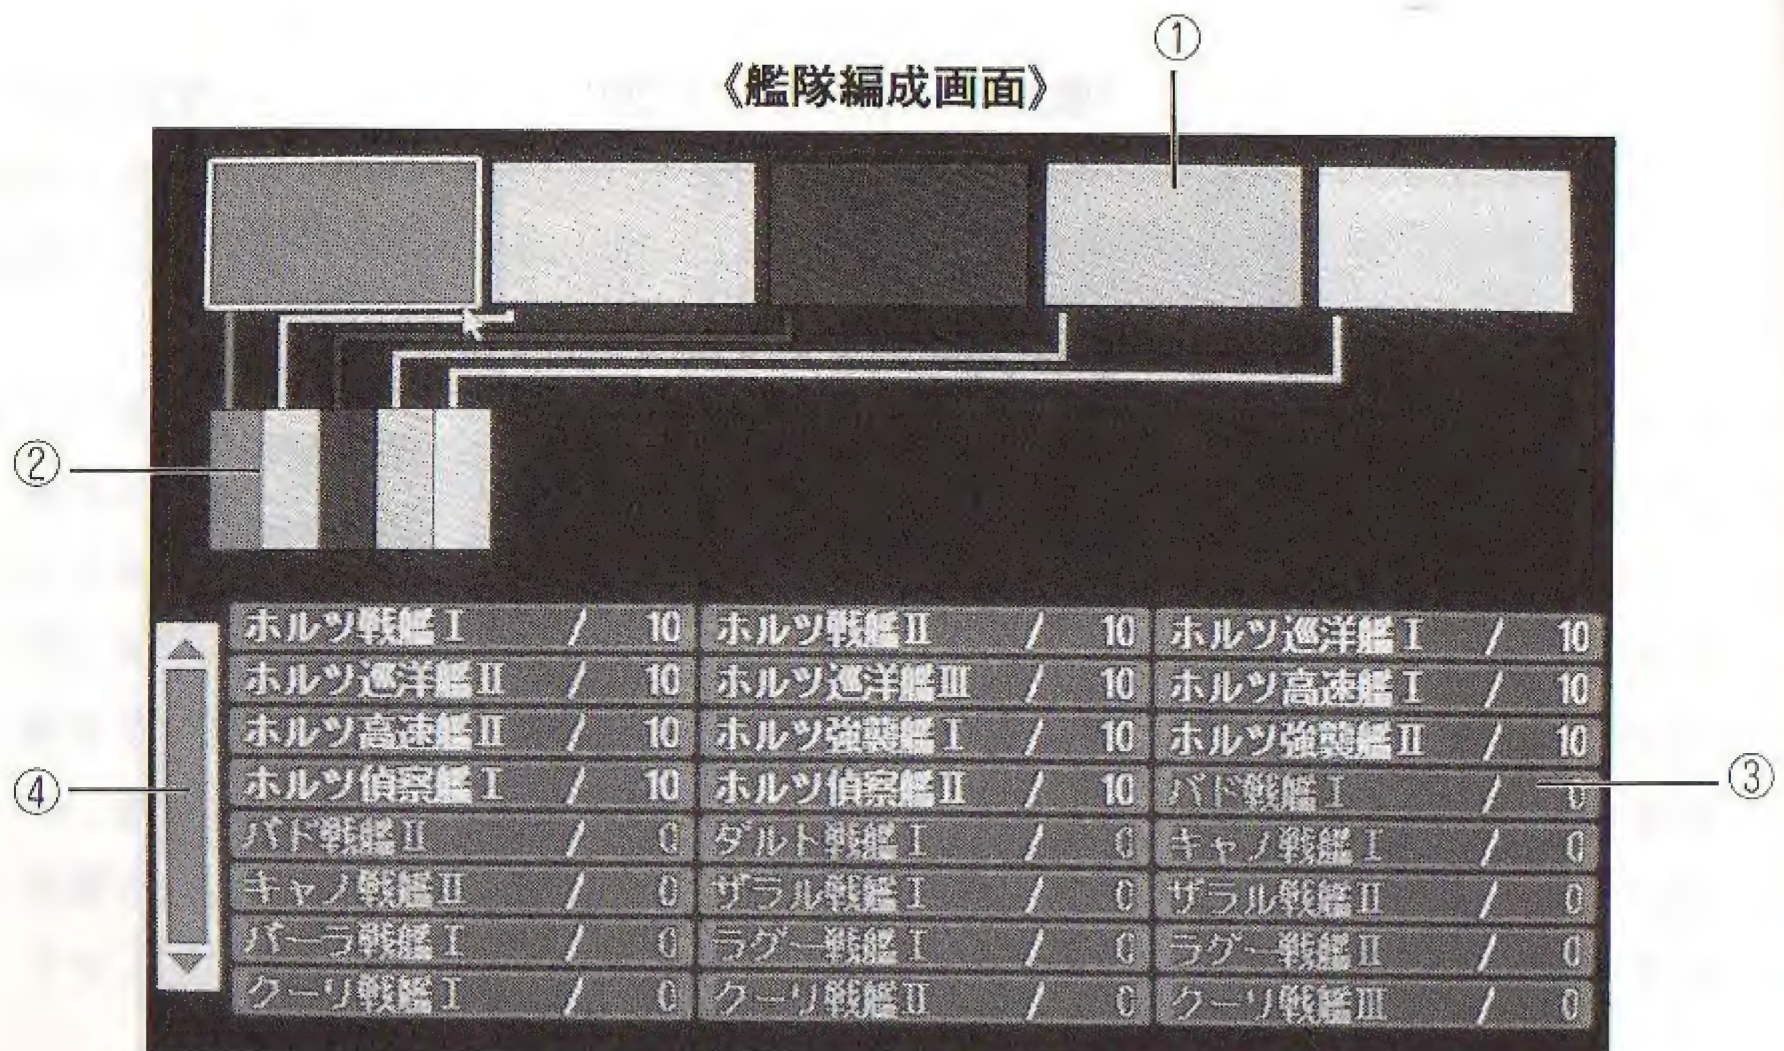 ①
《艦隊編成画面》
ホルツ戦艦Ⅰ / 10 ホルツ戦艦Ⅱ / 10 ホルツ巡洋艦Ⅰ / 10
ホルツ巡洋艦Ⅱ / 10 ホルツ巡洋艦Ⅲ / 10 ホルツ高速艦Ⅰ / 10
ホルツ高速艦Ⅱ / 10 ホルツ強襲艦Ⅰ / 10 ホルツ強襲艦Ⅱ / 10
ホルツ偵察艦Ⅰ / 10 ホルツ偵察艦Ⅱ / 10 バド戦艦Ⅰ / 0
バド戦艦Ⅱ / 0 ダルト戦艦Ⅰ / 0 キャノ戦艦Ⅰ / 0
キャノ戦艦Ⅱ / 0 ザラル戦艦Ⅰ / 0 ザラル戦艦Ⅱ / 0
バーラ戦艦Ⅰ / 0 ラグー戦艦Ⅰ / 0 ラグー戦艦Ⅱ / 0
クーリ戦艦Ⅰ / 0 クーリ戦艦Ⅱ / 0 クーリ戦艦Ⅲ / 0
②
③
④